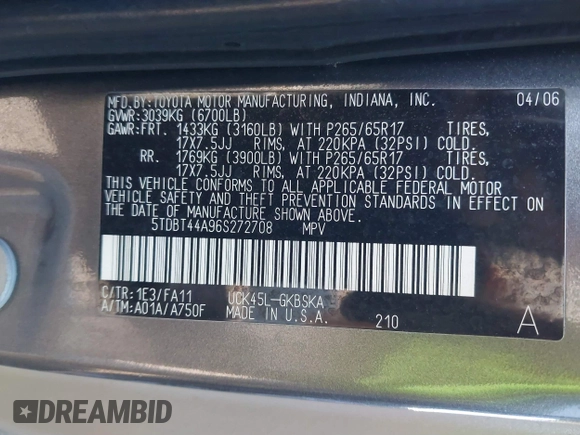 MFD.BY:TOYOTA MOTOR MANUFACTURING, INDIANA, INC. 04/06
GVWR:3039KG (6700LB)
GAWR:FRT. 1433KG (3160LB) WITH P265/65R17 TIRES,
17X7.5JJ RIMS, AT 220KPA (32PSI) COLD.
RR. 1769KG (3900LB) WITH P265/65R17 TIRES,
17X7.5JJ RIMS, AT 220KPA (32PSI) COLD.
THIS VEHICLE CONFORMS TO ALL APPLICABLE FEDERAL MOTOR
VEHICLE SAFETY AND THEFT PREVENTION STANDARDS IN EFFECT ON
THE DATE OF MANUFACTURE SHOWN ABOVE.
5TDBT44A96S272708 MPV
C/TR:1E3/FA11 UCK45L-GKBSKA
A/TM:A01A/A750F MADE IN U.S.A. 210 A
DREAMBID